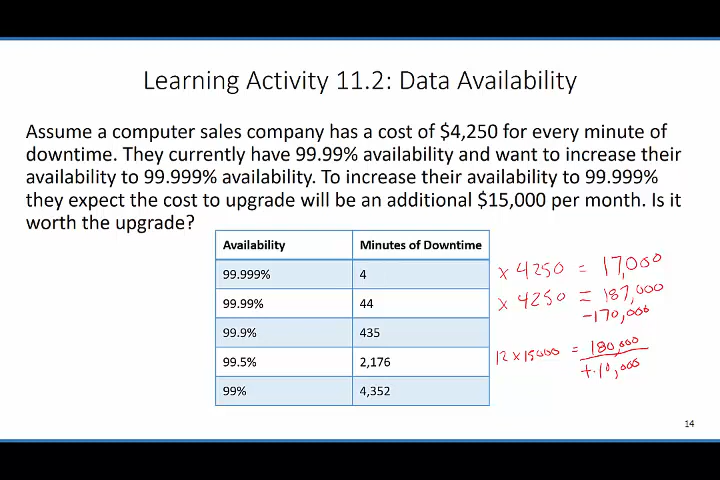 Learning Activity 11.2: Data Availability
Assume a computer sales company has a cost of $4,250 for every minute of
downtime. They currently have 99.99% availability and want to increase their
availability to 99.999% availability. To increase their availability to 99.999%
they expect the cost to upgrade will be an additional $15,000 per month. Is it
worth the upgrade?
Availability Minutes of Downtime
99.999% 4 x 4250 = 17,000
99.99% 44 x 4250 = 187,000
-170,000
99.9% 435
12 x 15000 = 180,000
99.5% 2,176
+10,000
99% 4,352
14